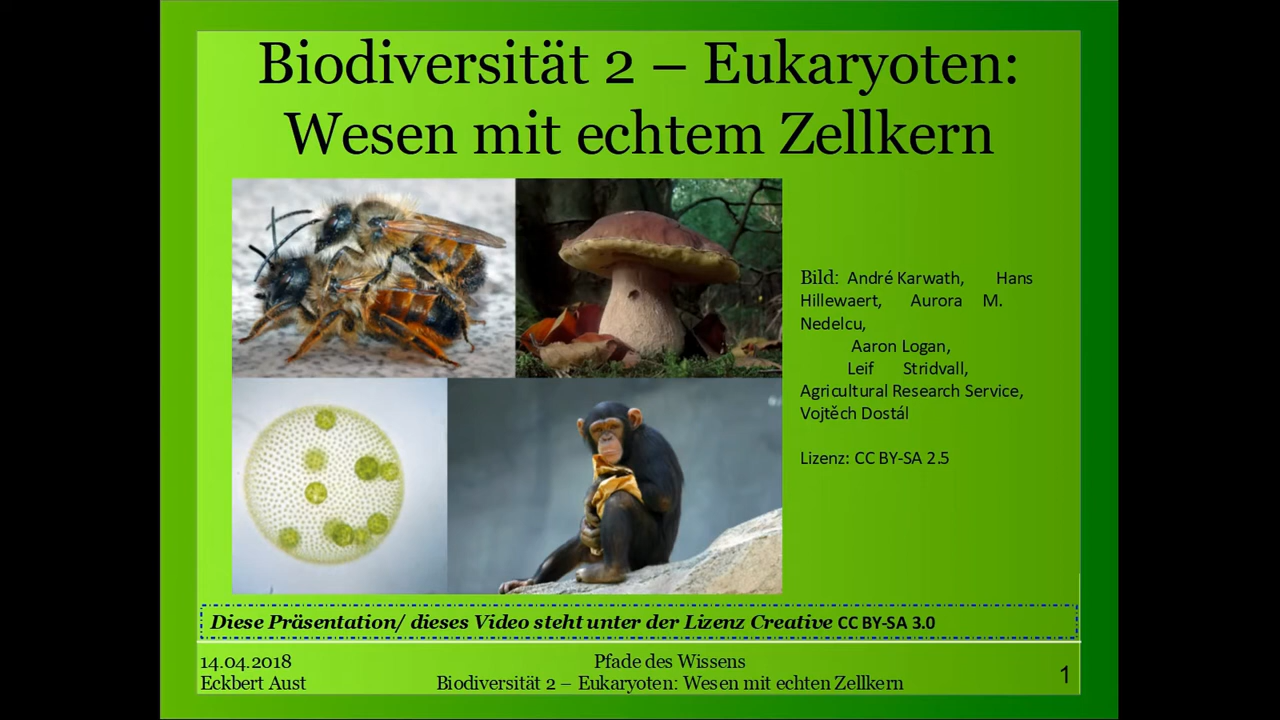 Biodiversität 2 – Eukaryoten:
Wesen mit echtem Zellkern
Bild: André Karwath, Hans
Hillewaert, Aurora M.
Nedelcu,
Aaron Logan,
Leif Stridvall,
Agricultural Research Service,
Vojtěch Dostál
Lizenz: CC BY-SA 2.5
Diese Präsentation/ dieses Video steht unter der Lizenz Creative CC BY-SA 3.0
14.04.2018
Eckbert Aust
Pfade des Wissens
Biodiversität 2 – Eukaryoten: Wesen mit echten Zellkern
1